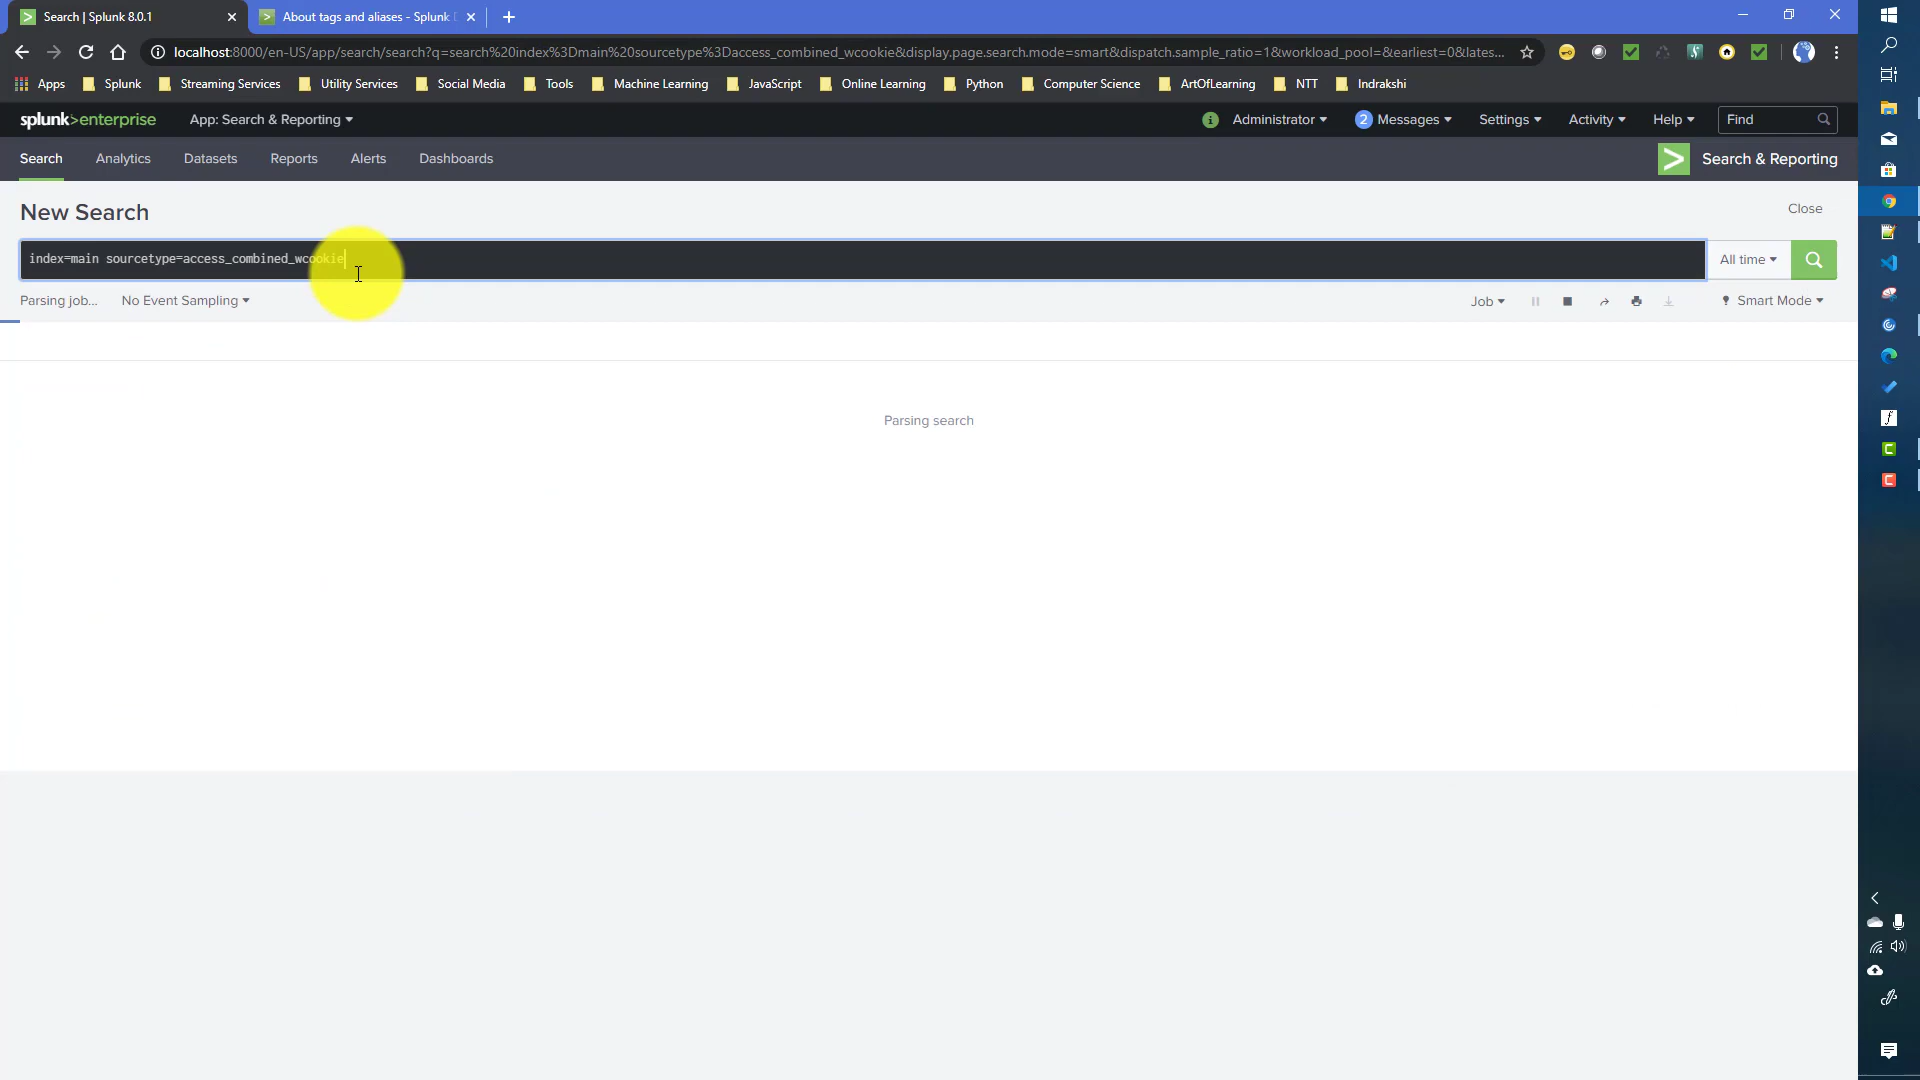 Search | Splunk 8.0.1
About tags and aliases - Splunk
localhost:8000/en-US/app/search/search?q=search%20index%3Dmain%20sourcetype%3Daccess_combined_wcookie&display.page.search.mode=smart&dispatch.sample_ratio=1&workload_pool=&earliest=0&lates...
Apps Splunk Streaming Services Utility Services Social Media Tools Machine Learning JavaScript Online Learning Python Computer Science ArtOfLearning NTT Indrakshi
splunk>enterprise App: Search & Reporting Administrator 2 Messages Settings Activity Help Find
Search Analytics Datasets Reports Alerts Dashboards Search & Reporting
New Search Close
index=main sourcetype=access_combined_wcookie All time
Parsing job... No Event Sampling Job Smart Mode
Parsing search